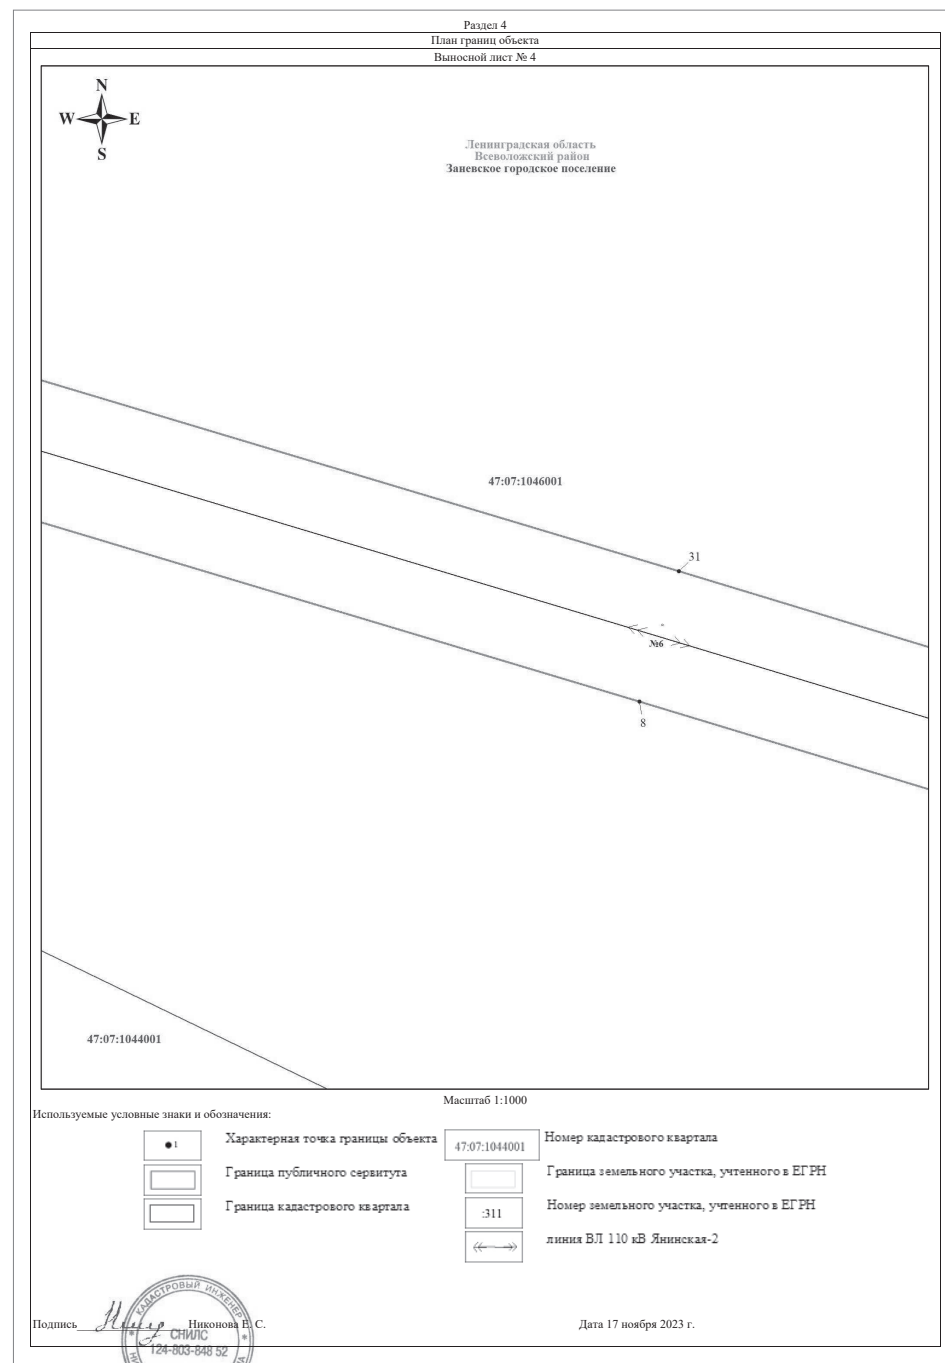 Раздел 4
План границ объекта
Выносной лист № 4
N
W E
S
Ленинградская область
Всеволожский район
Заневское городское поселение
47:07:1046001
31
№6
8
47:07:1044001
Масштаб 1:1000
Используемые условные знаки и обозначения:
1 Характерная точка границы объекта 47:07:1044001 Номер кадастрового квартала
Граница публичного сервитута Граница земельного участка, учтенного в ЕГРН
Граница кадастрового квартала :311 Номер земельного участка, учтенного в ЕГРН
линия ВЛ 110 кВ Янинская-2
КАДАСТРОВЫЙ ИНЖЕНЕР
Подпись Никонова Е. С. Дата 17 ноября 2023 г.
СНИЛС
124-803-848 52